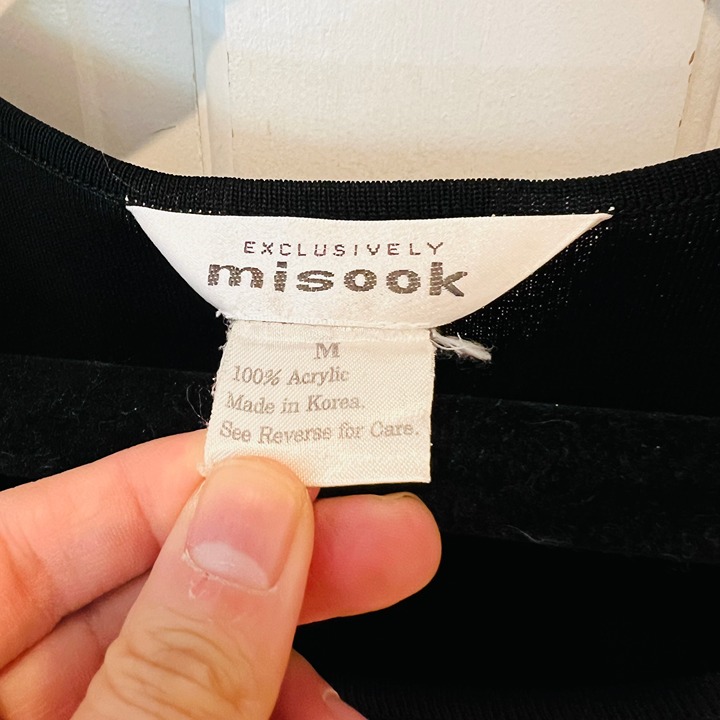 EXCLUSIVELY
misook
M
100% Acrylic
Made in Korea.
See Reverse for Care.